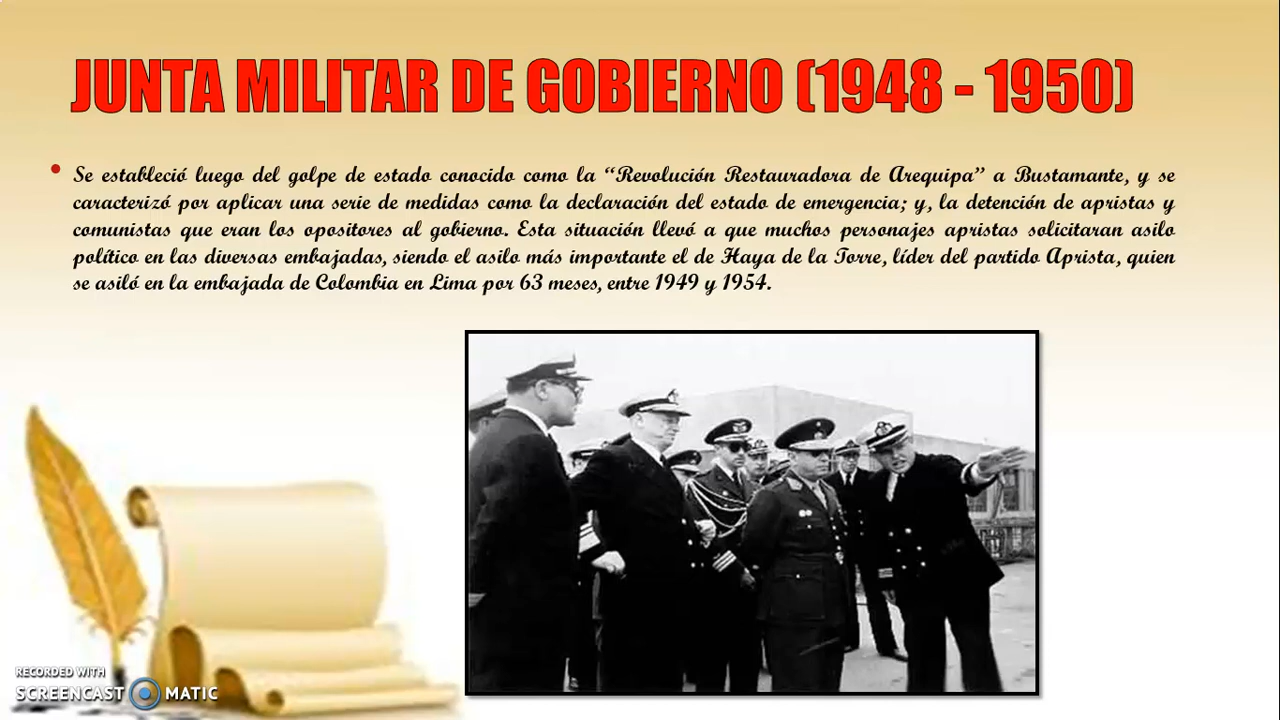 JUNTA MILITAR DE GOBIERNO (1948 - 1950)
• Se estableció luego del golpe de estado conocido como la “Revolución Restauradora de Arequipa” a Bustamante, y se
caracterizó por aplicar una serie de medidas como la declaración del estado de emergencia; y, la detención de apristas y
comunistas que eran los opositores al gobierno. Esta situación llevó a que muchos personajes apristas solicitaran asilo
político en las diversas embajadas, siendo el asilo más importante el de Haya de la Torre, líder del partido Aprista, quien
se asiló en la embajada de Colombia en Lima por 63 meses, entre 1949 y 1954.
RECORDED WITH
SCREENCAST MATIC